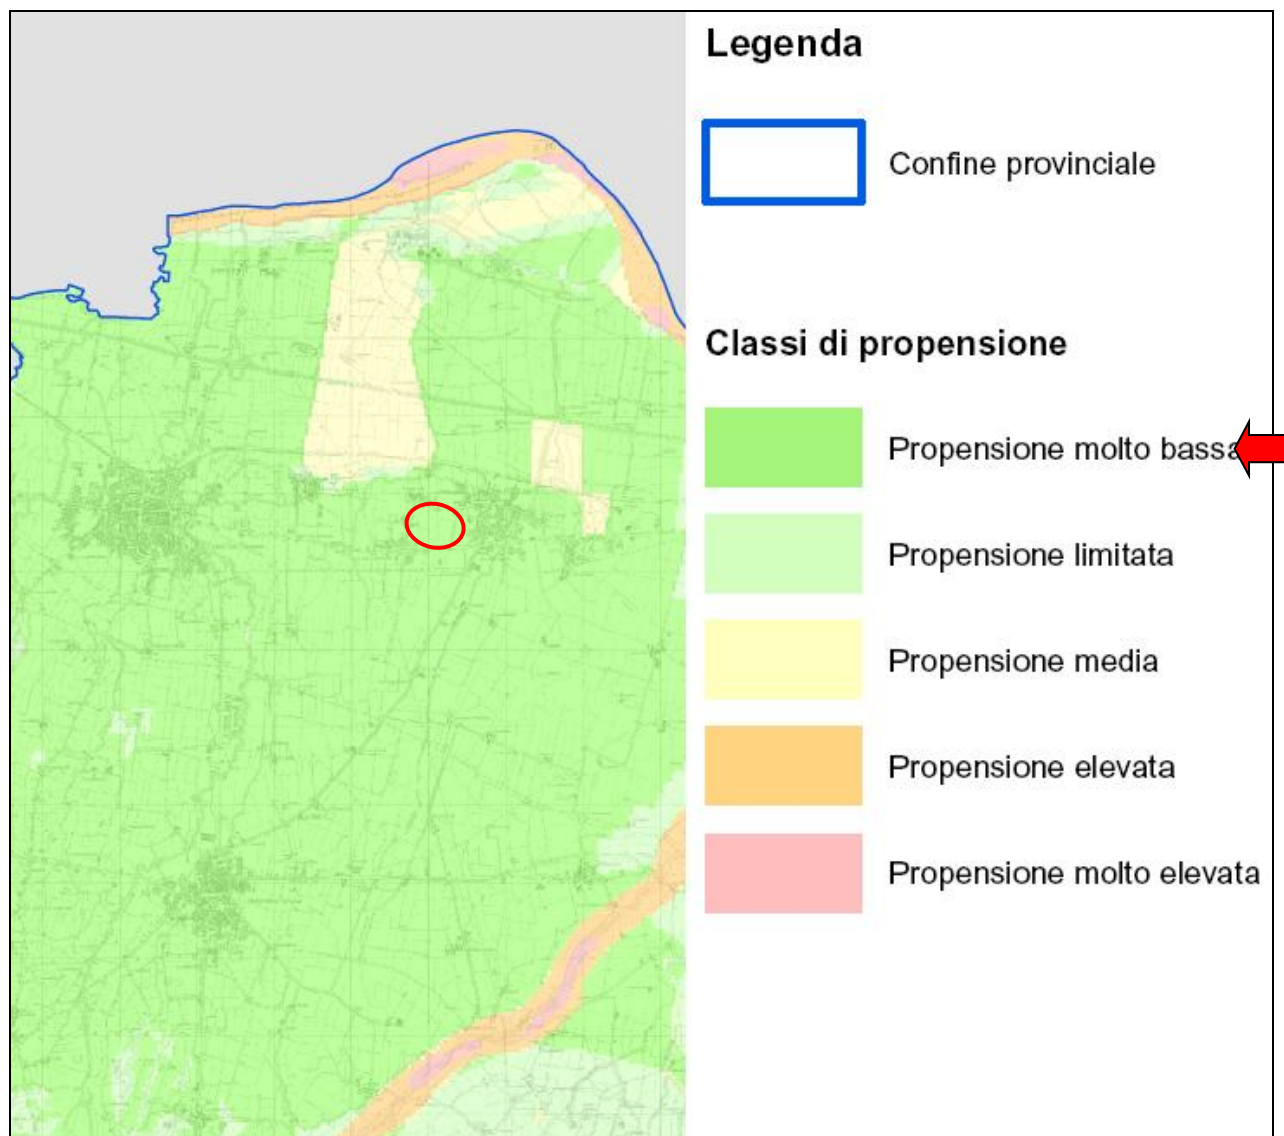 Legenda
Confine provinciale
Classi di propensione
Propensione molto bassa
Propensione limitata
Propensione media
Propensione elevata
Propensione molto elevata